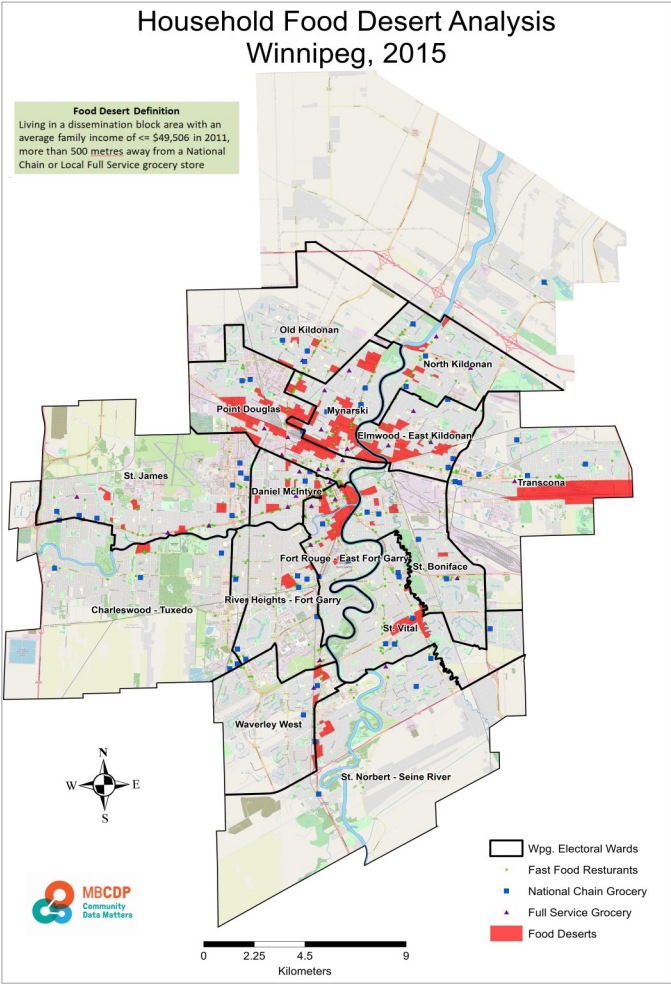 Household Food Desert Analysis
Winnipeg, 2015
Food Desert Definition
Living in a dissemination block area with an
average family income of <= $49,506 in 2011,
more than 500 metres away from a National
Chain or Local Full Service grocery store
Old Kildonan
North Kildonan
Point Douglas
Mynarski
Elmwood - East Kildonan
St. James
Transcona
Daniel McIntyre
Fort Rouge - East Fort Garry
St. Boniface
River Heights - Fort Garry
Charleswood - Tuxedo
St. Vital
Waverley West
St. Norbert - Seine River
N
W E
S
Wpg. Electoral Wards
Fast Food Resturants
National Chain Grocery
Full Service Grocery
Food Deserts
MBCDP
Community
Data Matters
0 2.25 4.5 9
Kilometers